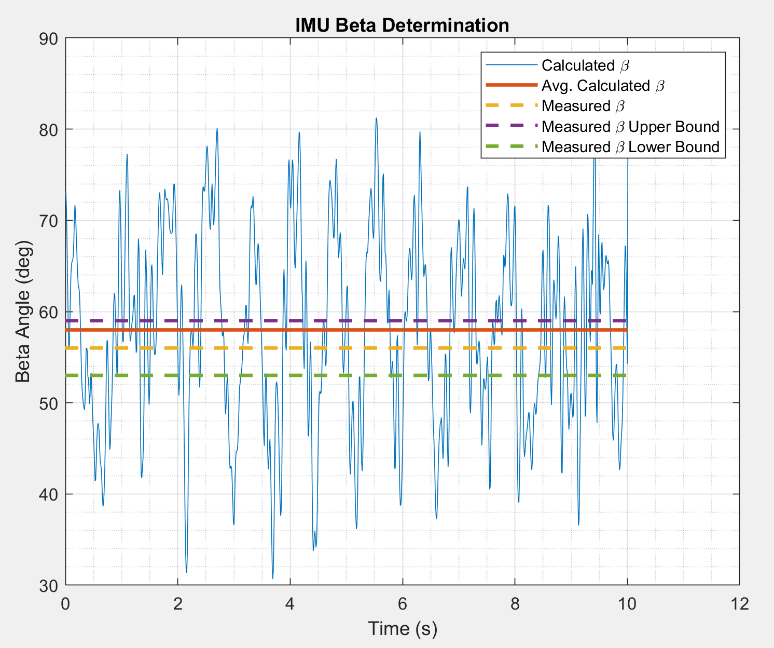 IMU Beta Determination
Calculated β
Avg. Calculated β
Measured β
Measured β Upper Bound
Measured β Lower Bound
Beta Angle (deg)
90
80
70
60
50
40
30
0 2 4 6 8 10 12
Time (s)